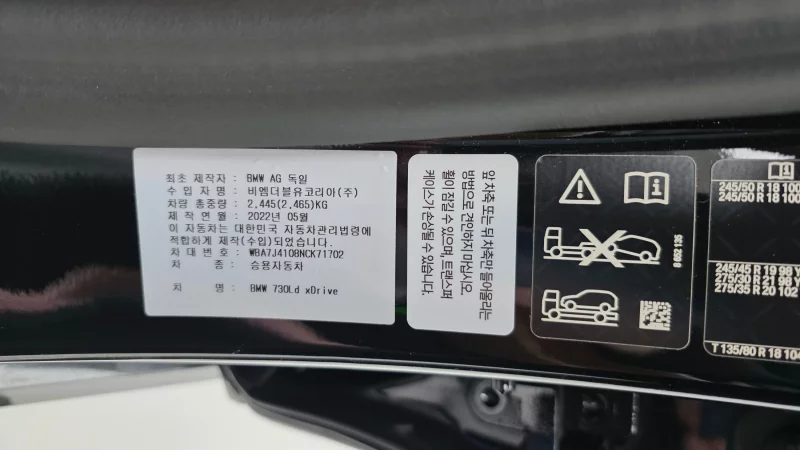 최초 제작자 : BMW AG 독일
수 입 자 명 : 비엠더블유코리아(주)
차량 총중량 : 2,445(2,465)KG
제작 연월 : 2022년 05월
이 자동차는 대한민국 자동차관리법령에
적합하게 제작(수입)되었습니다.
차 대 번 호 : WBA7J4108NCK71702
차 종 : 승용자동차
차 명 : BMW 730Ld xDrive
앞 차축 또는 뒤 차축만 들어올리는
방법으로 견인하지 마십시오.
휠이 잠길 수 있으며, 트랜스퍼
케이스가 손상될 수 있습니다.
8 692 135
245/50 R 18 100
245/50 R 18 100
245/45 R 19 98 Y
275/40 R 19
275/35 R 20 102
T 135/80 R 18 104